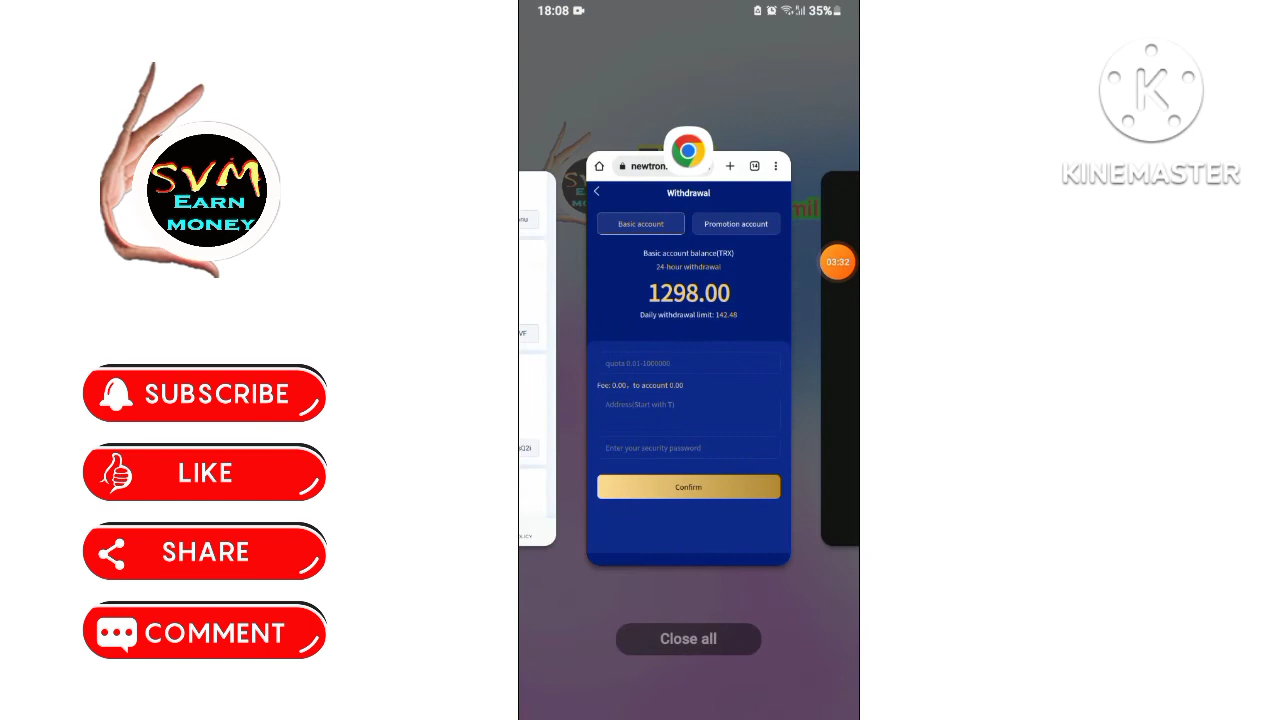 18:08
35%
SVM
EARN
MONEY
KINEMASTER
newtron.
14
Withdrawal
Basic account
Promotion account
Basic account balance(TRX)
24-hour withdrawal
1298.00
Daily withdrawal limit: 142.48
quota 0.01-1000000
Fee: 0.00, to account 0.00
Address(Start with T)
Enter your security password
Confirm
03:32
Close all
SUBSCRIBE
LIKE
SHARE
COMMENT